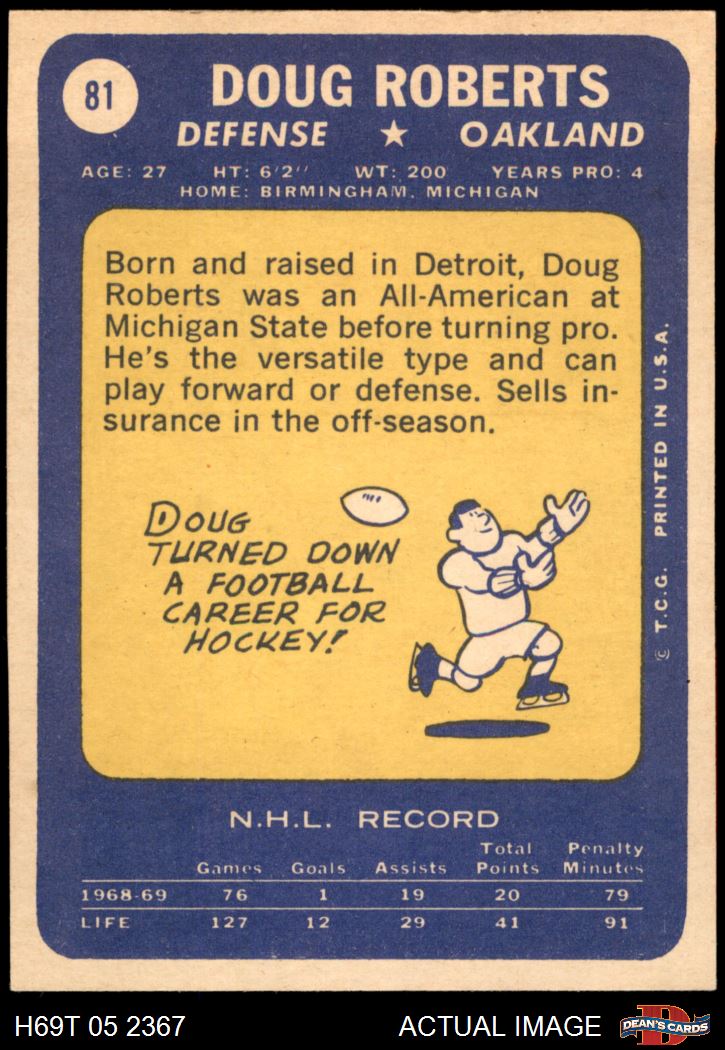 81
DOUG ROBERTS
DEFENSE ★ OAKLAND
AGE: 27 HT: 6'2'' WT: 200 YEARS PRO: 4
HOME: BIRMINGHAM, MICHIGAN
Born and raised in Detroit, Doug
Roberts was an All-American at
Michigan State before turning pro.
He's the versatile type and can
play forward or defense. Sells in-
surance in the off-season.
DOUG
TURNED DOWN
A FOOTBALL
CAREER FOR
HOCKEY!
© T.C.G. PRINTED IN U.S.A.
N.H.L. RECORD
Total Penalty
Games Goals Assists Points Minutes
1968-69 76 1 19 20 79
LIFE 127 12 29 41 91
H69T 05 2367 ACTUAL IMAGE
D
DEAN'S CARDS